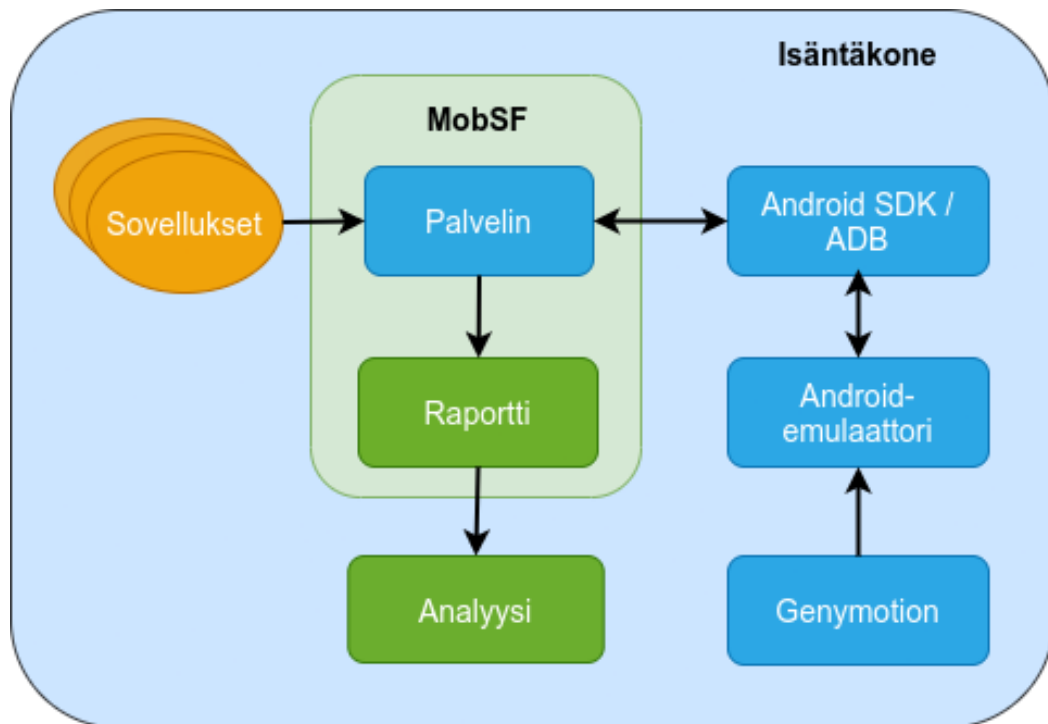 Isäntäkone
MobSF
Sovellukset
Palvelin
Android SDK /
ADB
Raportti
Android-
emulaattori
Analyysi
Genymotion